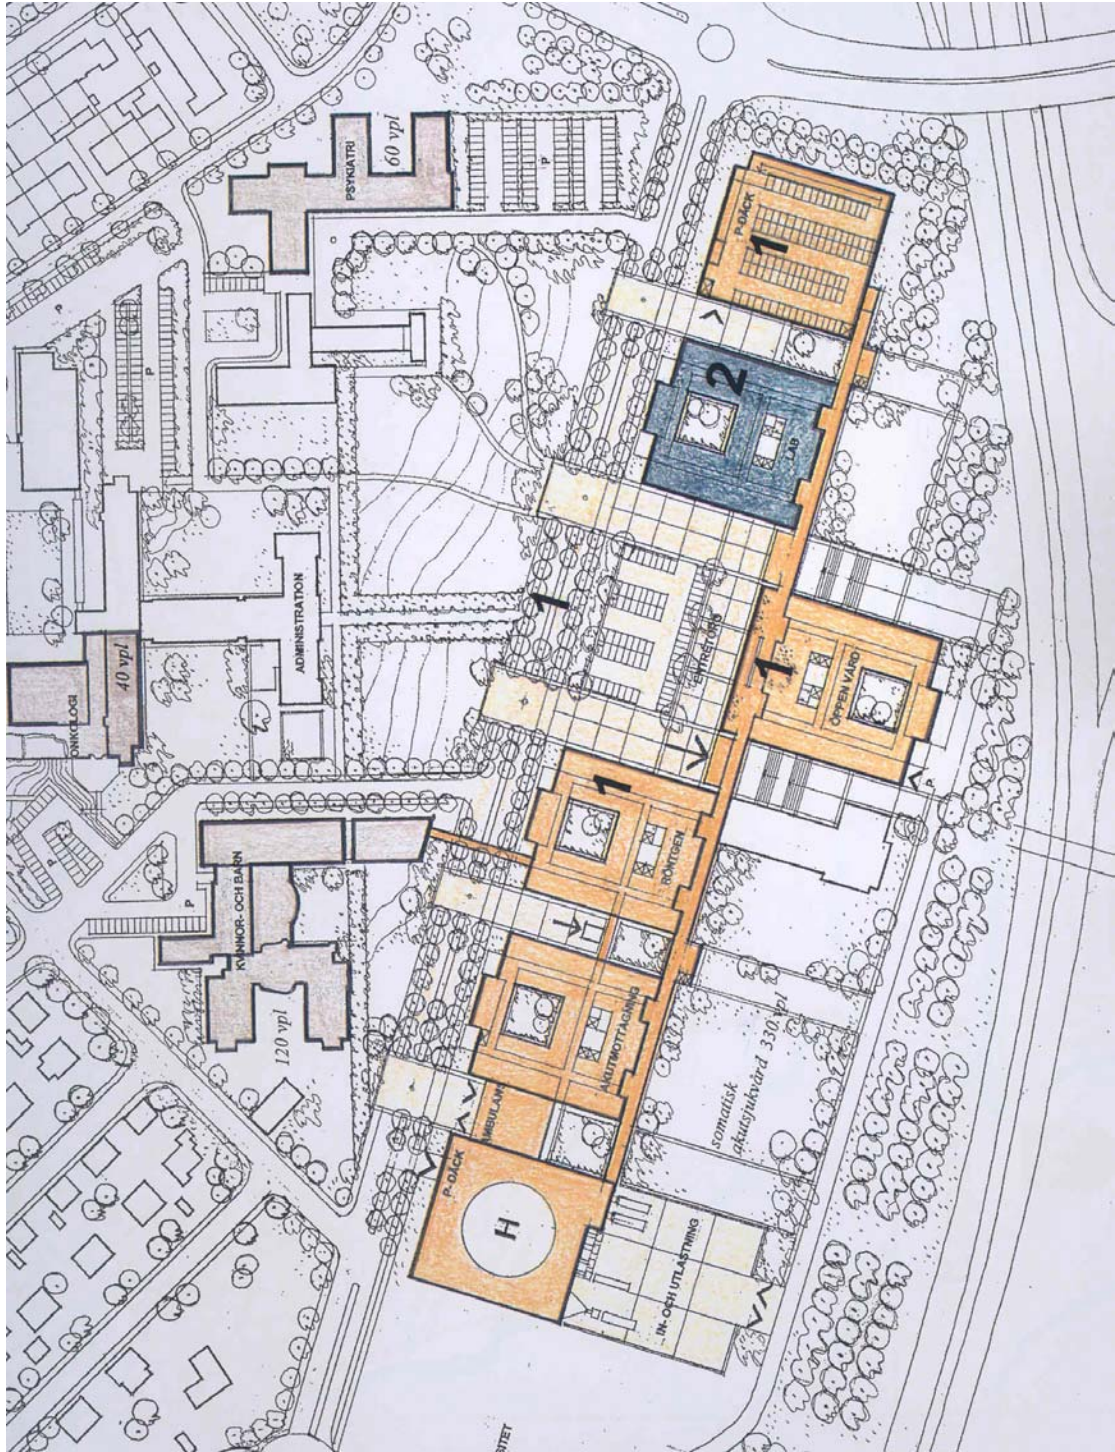 PSYKIATRI
60 vpl
P
P
P
P-DÄCK
1
2
LAB
ADMINISTRATION
1
ENTRÉTORG
1
ÖPPEN VÅRD
P
ONKOLOGI
40 vpl
P
P
1
RÖNTGEN
KVINNOR- OCH BARN
120 vpl
AKUTMOTTAGNING
AMBULANS
somatisk
akutsjukvård 330 vpl
P-DÄCK
H
IN- OCH UTLASTNING